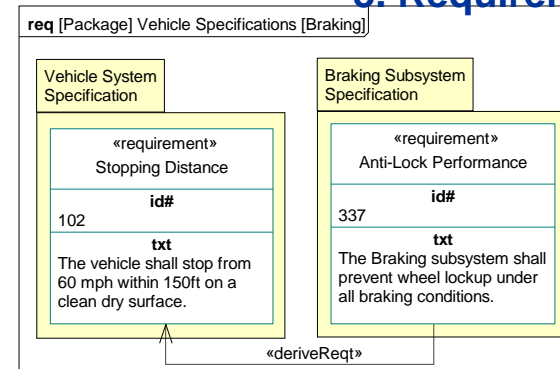 3. Require
req [Package] Vehicle Specifications [Braking]
Vehicle System
Specification
«requirement»
Stopping Distance
id#
102
txt
The vehicle shall stop from
60 mph within 150ft on a
clean dry surface.
Braking Subsystem
Specification
«requirement»
Anti-Lock Performance
id#
337
txt
The Braking subsystem shall
prevent wheel lockup under
all braking conditions.
«deriveReqt»